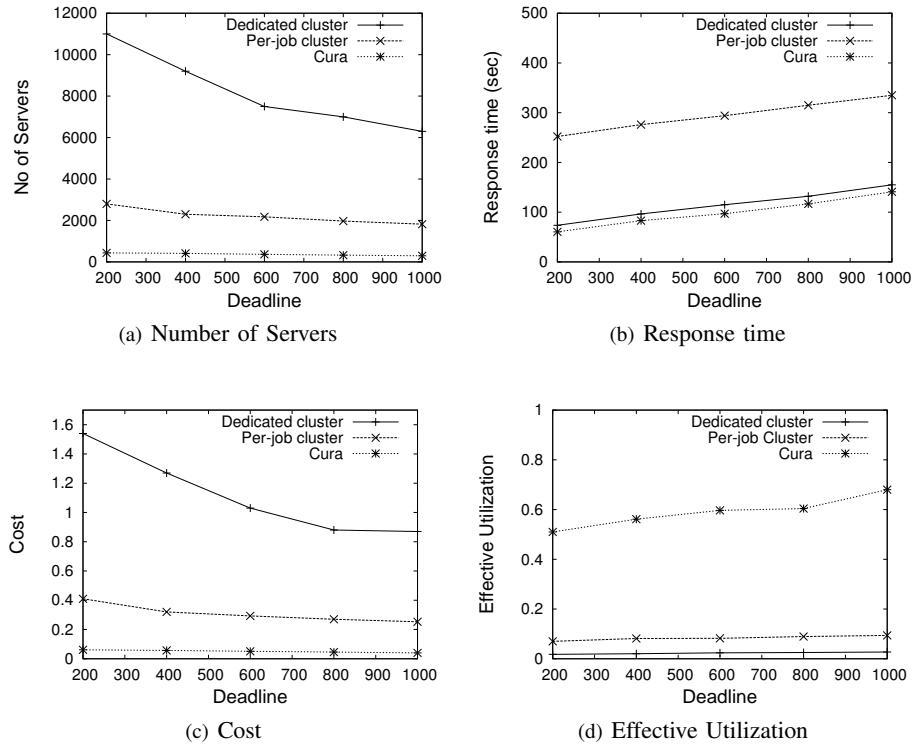 12000
10000
8000
6000
4000
2000
0
No of Servers
Dedicated cluster
Per-job cluster
Cura
200 300 400 500 600 700 800 900 1000
Deadline
(a) Number of Servers
500
400
300
200
100
0
Response time (sec)
Dedicated cluster
Per-job cluster
Cura
200 300 400 500 600 700 800 900 1000
Deadline
(b) Response time
1.6
1.4
1.2
1
0.8
0.6
0.4
0.2
0
Cost
Dedicated cluster
Per-job cluster
Cura
200 300 400 500 600 700 800 900 1000
Deadline
(c) Cost
1
0.8
0.6
0.4
0.2
0
Effective Utilization
Dedicated cluster
Per-job Cluster
Cura
200 300 400 500 600 700 800 900 1000
Deadline
(d) Effective Utilization